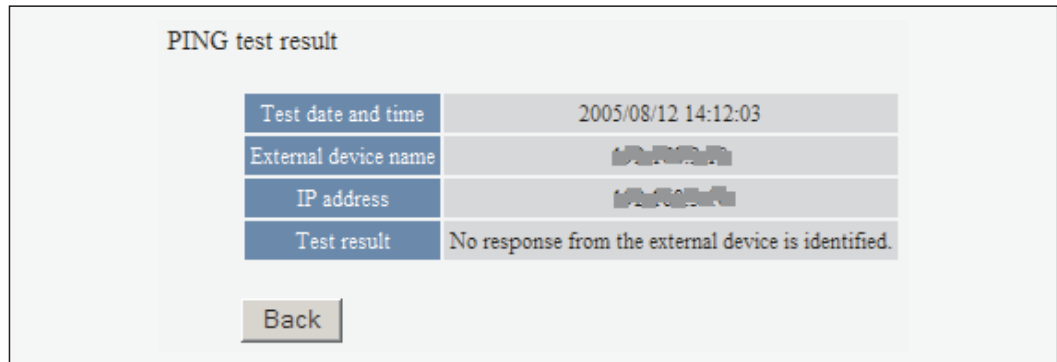 PING test result
Test date and time 2005/08/12 14:12:03
External device name
IP address
Test result No response from the external device is identified.
Back